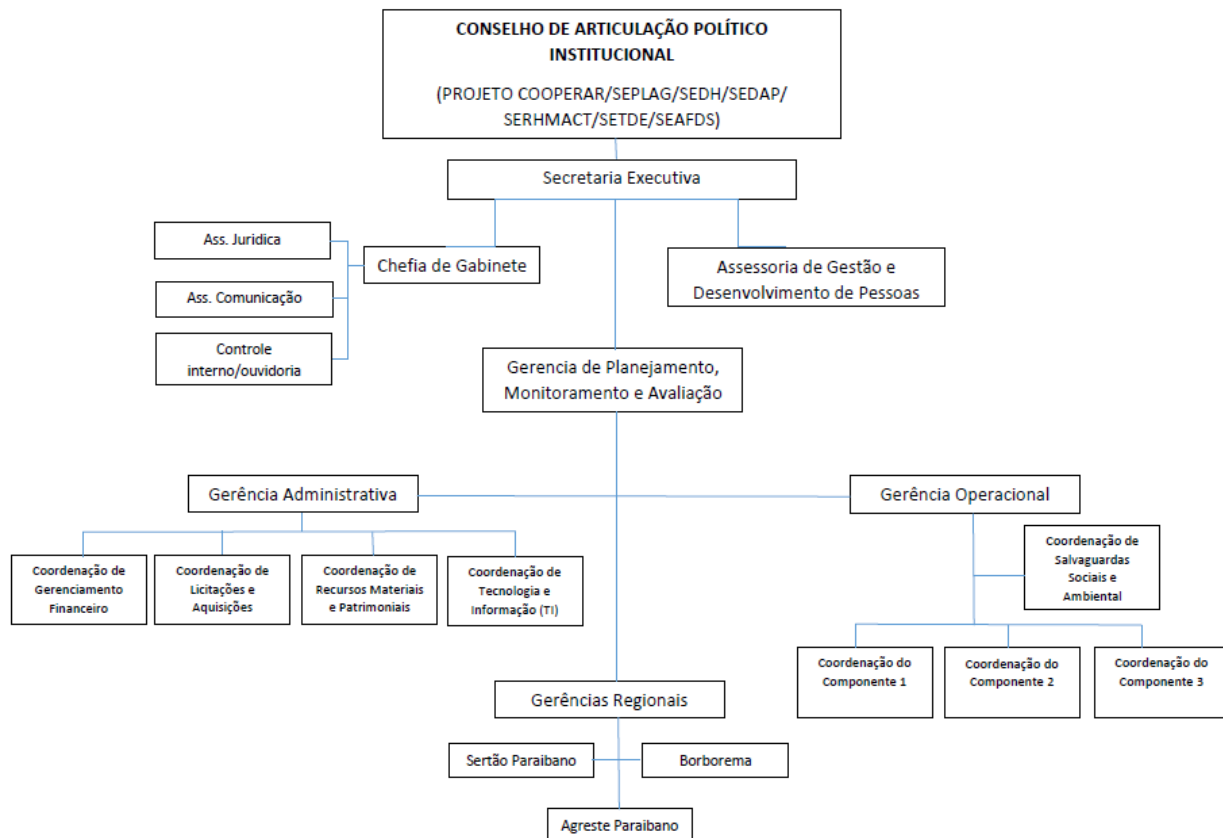 CONSELHO DE ARTICULAÇÃO POLÍTICO
INSTITUCIONAL
(PROJETO COOPERAR/SEPLAG/SEDH/SEDAP/
SERHMACT/SETDE/SEAFDS)
Secretaria Executiva
Ass. Juridica
Chefia de Gabinete
Ass. Comunicação
Controle
interno/ouvidoria
Assessoria de Gestão e
Desenvolvimento de Pessoas
Gerencia de Planejamento,
Monitoramento e Avaliação
Gerência Administrativa
Gerência Operacional
Coordenação de
Gerenciamento
Financeiro
Coordenação de
Licitações e
Aquisições
Coordenação de
Recursos Materiais
e Patrimoniais
Coordenação de
Tecnologia e
Informação (TI)
Coordenação de
Salvaguardas
Sociais e
Ambiental
Coordenação do
Componente 1
Coordenação do
Componente 2
Coordenação do
Componente 3
Gerências Regionais
Sertão Paraibano
Borborema
Agreste Paraibano